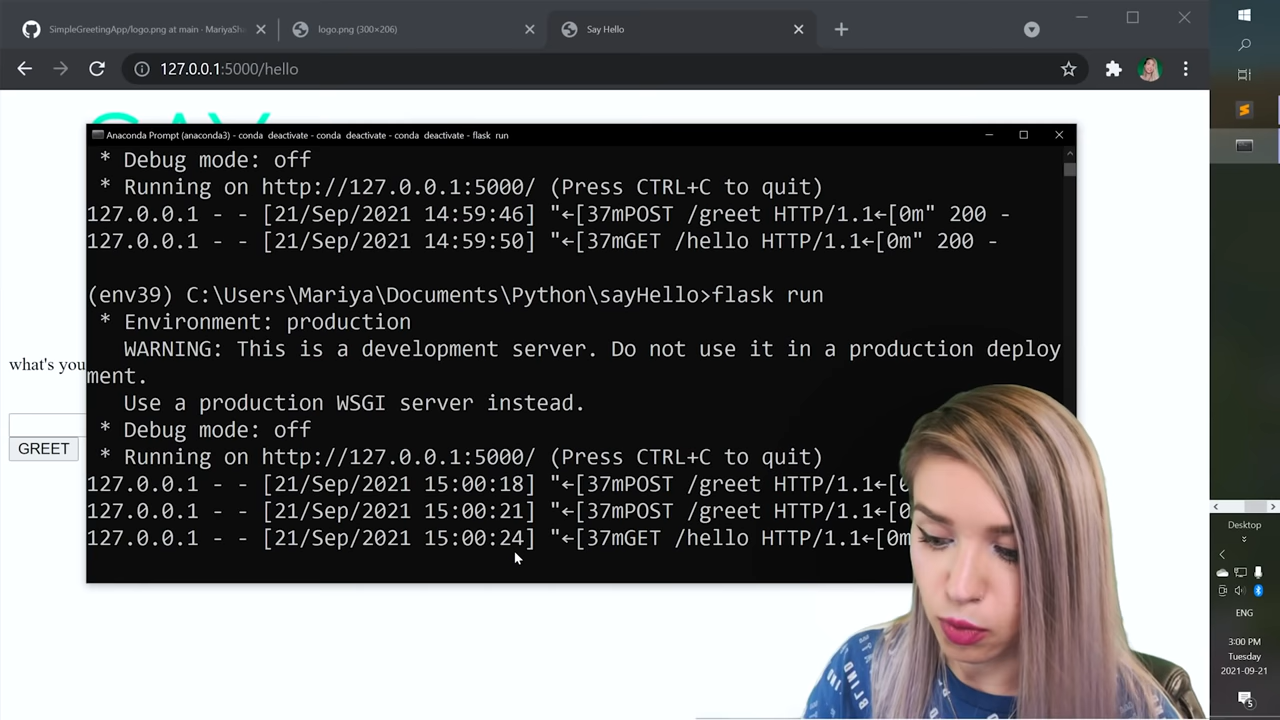 SimpleGreetingApp/logo.png at main · MariyaSha
logo.png (300×206)
Say Hello
127.0.0.1:5000/hello
Anaconda Prompt (anaconda3) - conda deactivate - conda deactivate - conda deactivate - flask run
* Debug mode: off
* Running on http://127.0.0.1:5000/ (Press CTRL+C to quit)
127.0.0.1 - - [21/Sep/2021 14:59:46] "←[37mPOST /greet HTTP/1.1←[0m" 200 -
127.0.0.1 - - [21/Sep/2021 14:59:50] "←[37mGET /hello HTTP/1.1←[0m" 200 -
(env39) C:\Users\Mariya\Documents\Python\sayHello>flask run
* Environment: production
WARNING: This is a development server. Do not use it in a production deploy
ment.
Use a production WSGI server instead.
* Debug mode: off
* Running on http://127.0.0.1:5000/ (Press CTRL+C to quit)
127.0.0.1 - - [21/Sep/2021 15:00:18] "←[37mPOST /greet HTTP/1.1←[0
127.0.0.1 - - [21/Sep/2021 15:00:21] "←[37mPOST /greet HTTP/1.1←[0
127.0.0.1 - - [21/Sep/2021 15:00:24] "←[37mGET /hello HTTP/1.1←[0m
what's you
GREET
BLIND
Desktop
ENG
3:00 PM
Tuesday
2021-09-21
5